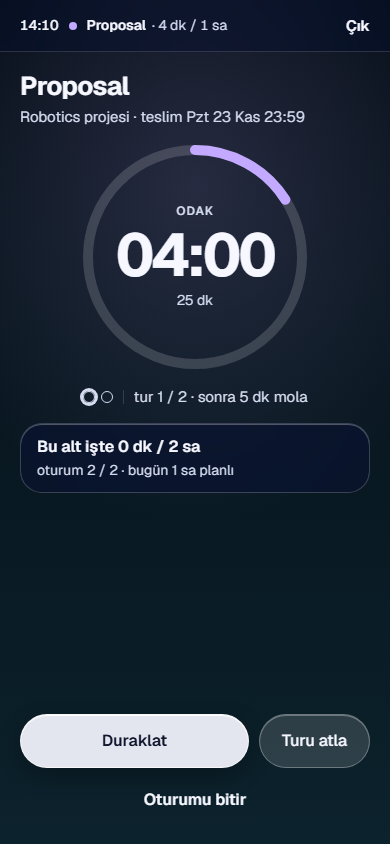 14:10 Proposal · 4 dk / 1 sa Çık
Proposal
Robotics projesi · teslim Pzt 23 Kas 23:59
ODAK
04:00
25 dk
tur 1 / 2 · sonra 5 dk mola
Bu alt işte 0 dk / 2 sa
oturum 2 / 2 · bugün 1 sa planlı
Duraklat Turu atla
Oturumu bitir